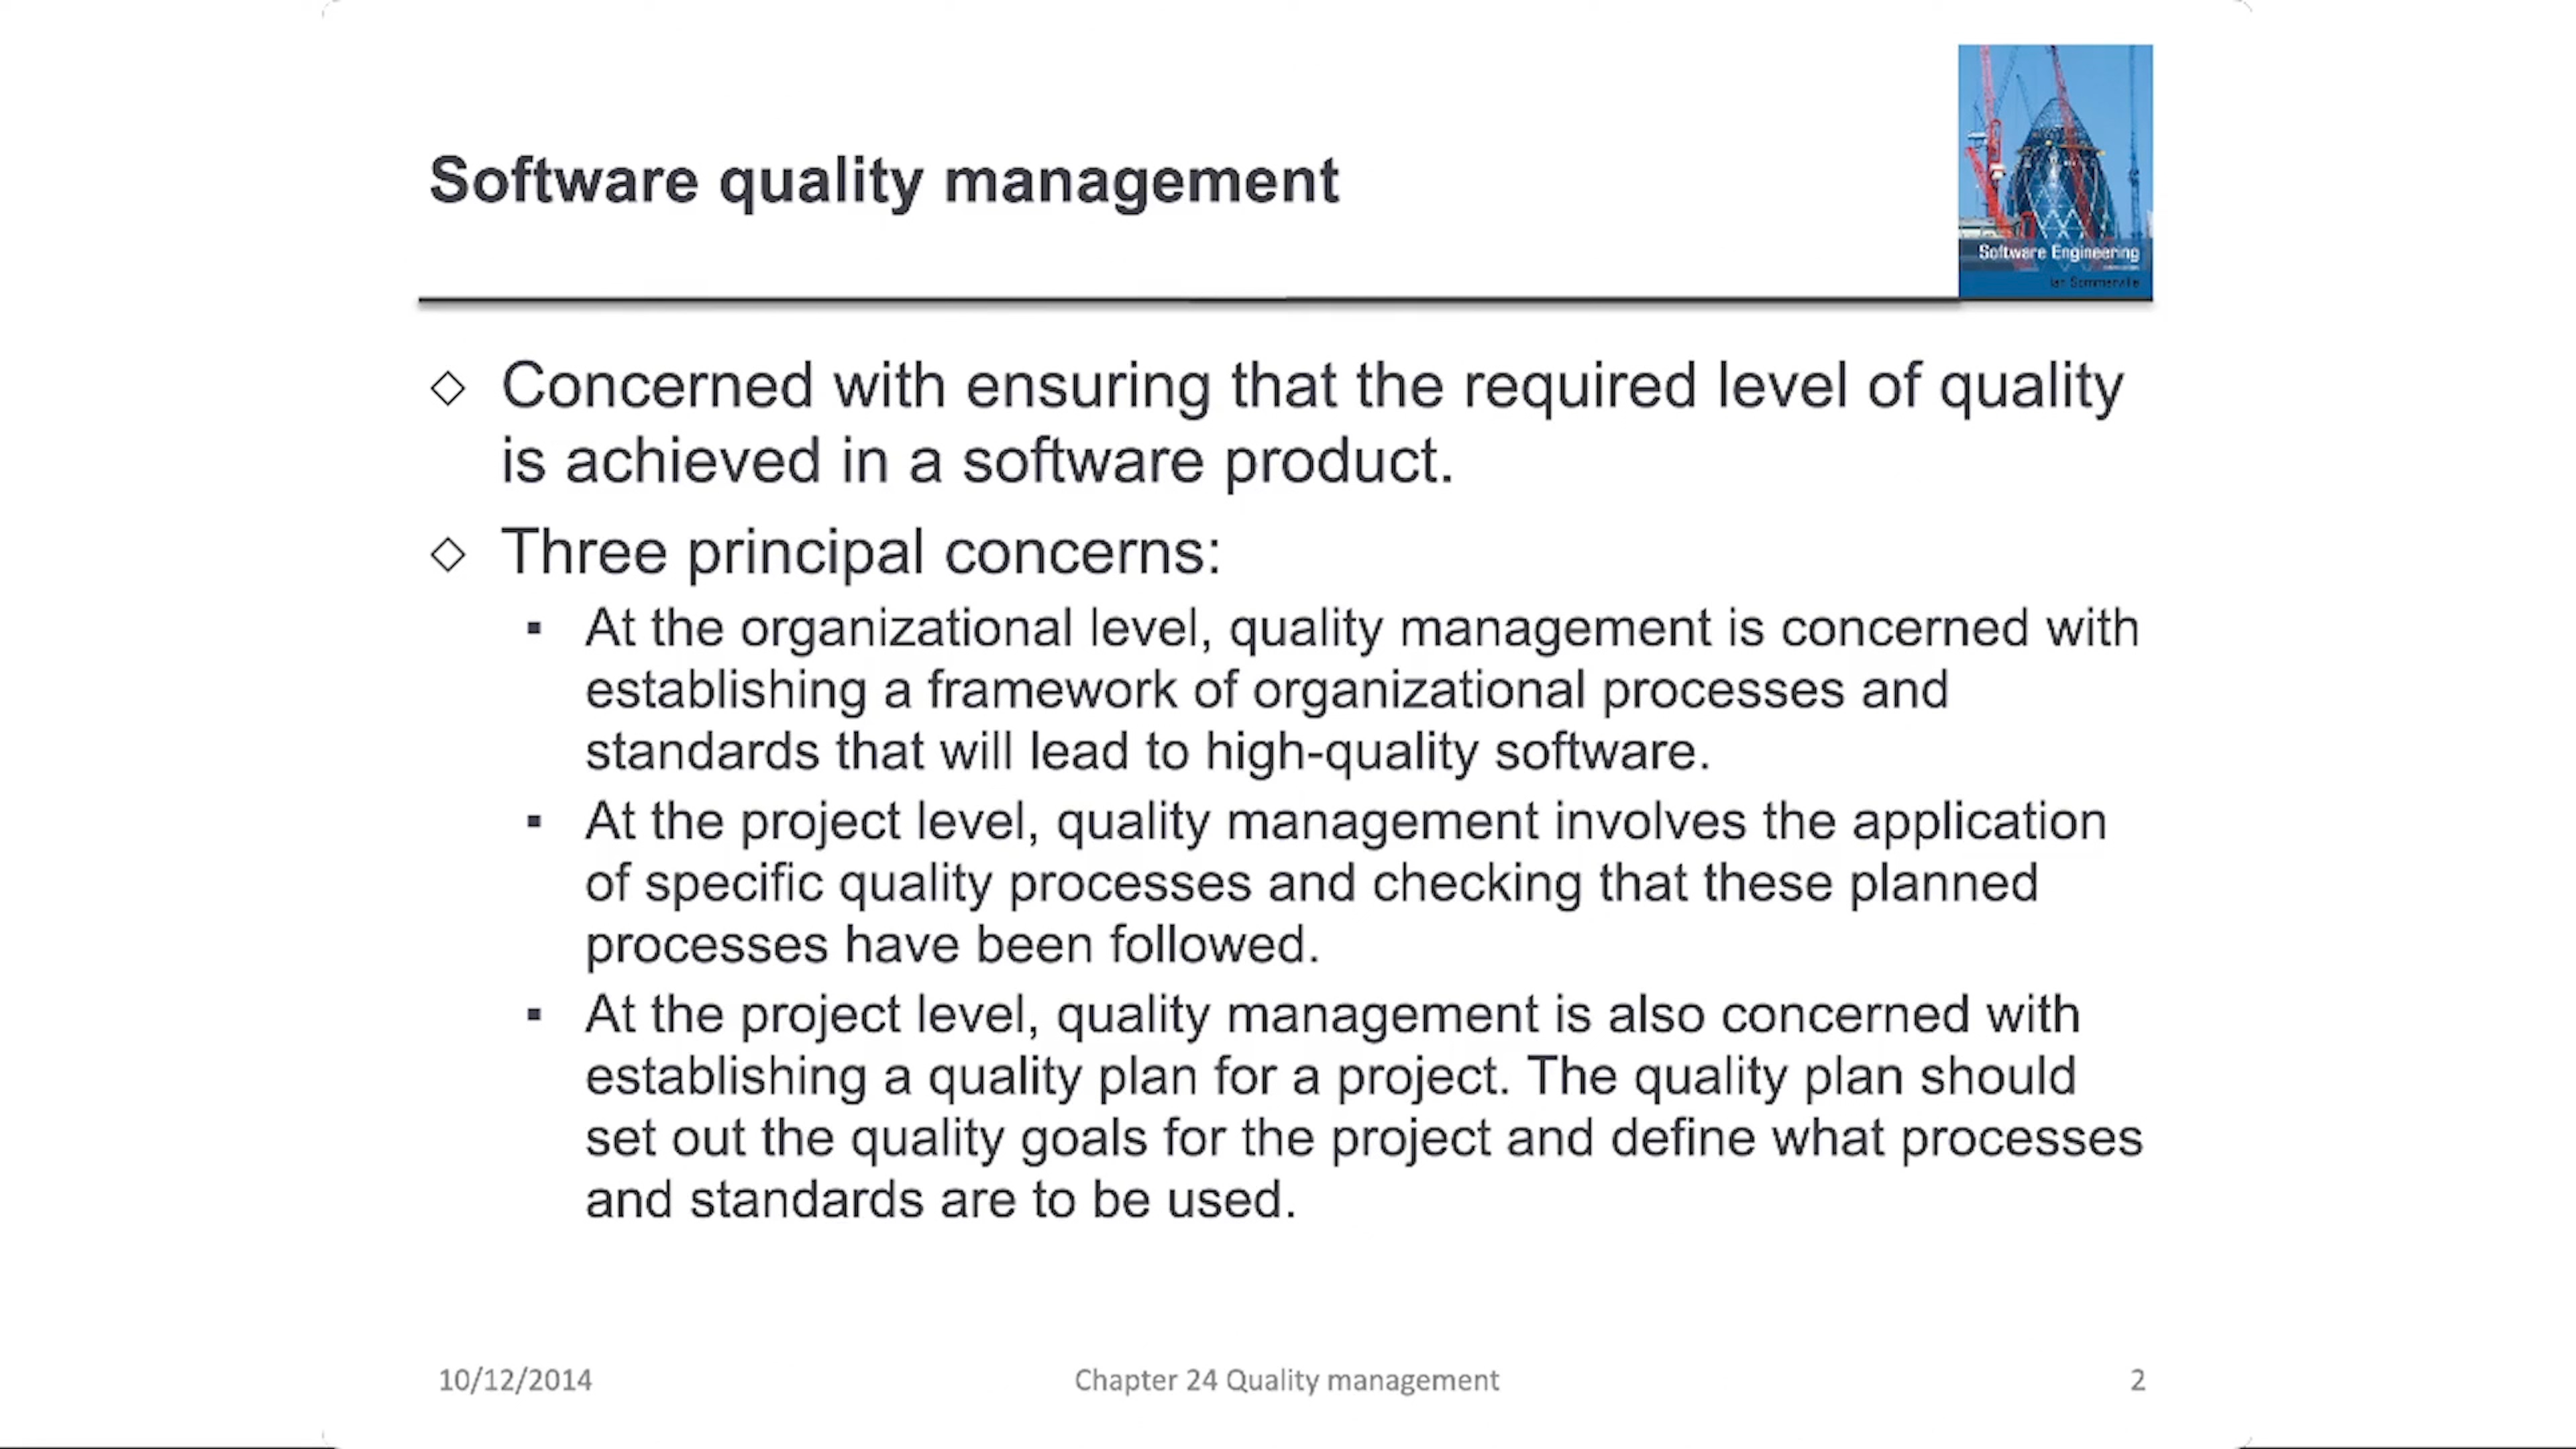 Software quality management
Software Engineering
Ian Sommerville
◇ Concerned with ensuring that the required level of quality
is achieved in a software product.
◇ Three principal concerns:
▪ At the organizational level, quality management is concerned with
establishing a framework of organizational processes and
standards that will lead to high-quality software.
▪ At the project level, quality management involves the application
of specific quality processes and checking that these planned
processes have been followed.
▪ At the project level, quality management is also concerned with
establishing a quality plan for a project. The quality plan should
set out the quality goals for the project and define what processes
and standards are to be used.
10/12/2014
Chapter 24 Quality management
2